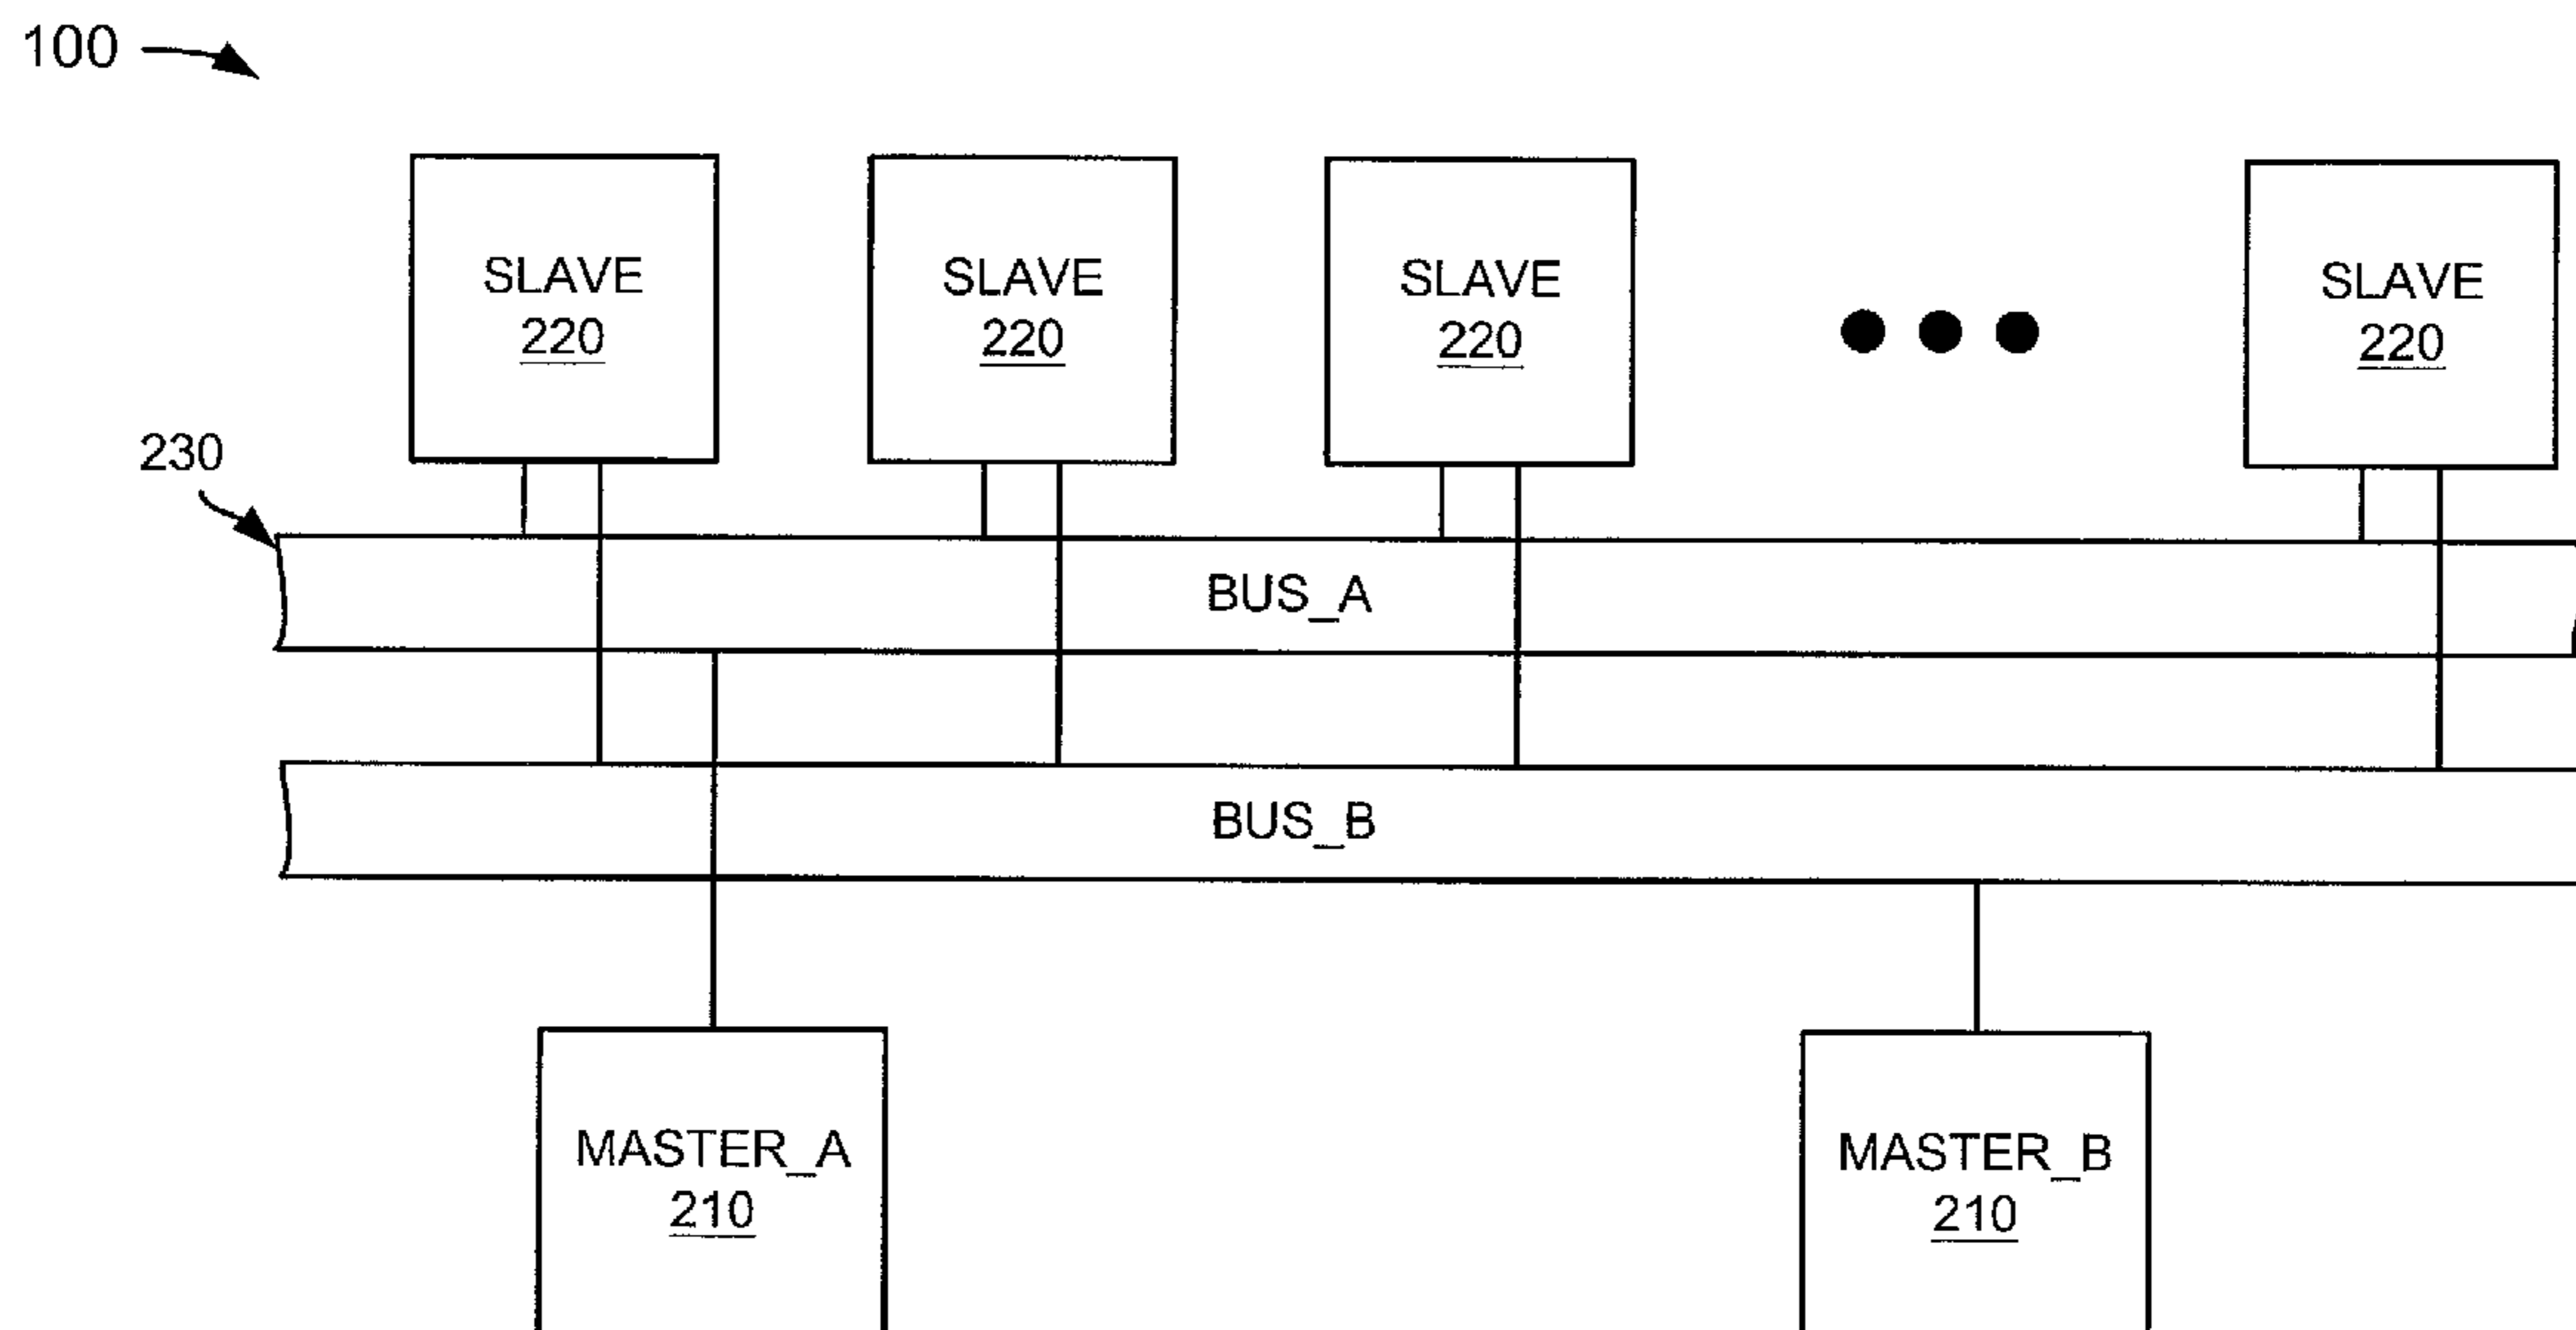 100
SLAVE SLAVE SLAVE SLAVE
220 220 220 220
230
BUS_A
BUS_B
MASTER_A MASTER_B
210 210